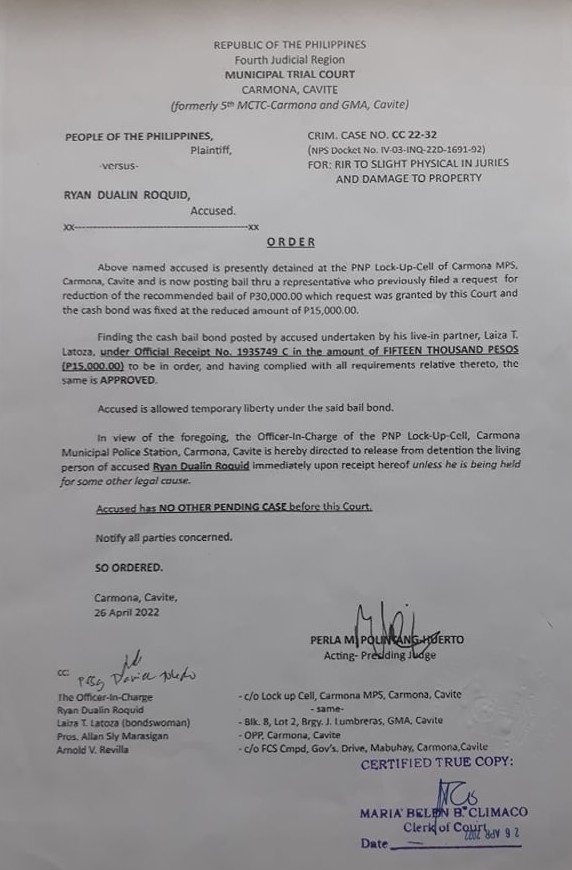 REPUBLIC OF THE PHILIPPINES
Fourth Judicial Region
MUNICIPAL TRIAL COURT
CARMONA, CAVITE
(formerly 5th MCTC-Carmona and GMA, Cavite)
PEOPLE OF THE PHILIPPINES,
Plaintiff,
-versus-
RYAN DUALIN ROQUID,
Accused.
xx------------------------------------------xx
CRIM. CASE NO. CC 22-32
(NPS Docket No. IV-03-INQ-22D-1691-92)
FOR: RIR TO SLIGHT PHYSICAL IN JURIES
AND DAMAGE TO PROPERTY
ORDER
Above named accused is presently detained at the PNP Lock-Up-Cell of Carmona MPS,
Carmona, Cavite and is now posting bail thru a representative who previously filed a request for
reduction of the recommended bail of P30,000.00 which request was granted by this Court and
the cash bond was fixed at the reduced amount of P15,000.00.
Finding the cash bail bond posted by accused undertaken by his live-in partner, Laiza T.
Latoza, under Official Receipt No. 1935749 C in the amount of FIFTEEN THOUSAND PESOS
(P15,000.00) to be in order, and having complied with all requirements relative thereto, the
same is APPROVED.
Accused is allowed temporary liberty under the said bail bond.
In view of the foregoing, the Officer-In-Charge of the PNP Lock-Up-Cell, Carmona
Municipal Police Station, Carmona, Cavite is hereby directed to release from detention the living
person of accused Ryan Dualin Roquid immediately upon receipt hereof unless he is being held
for some other legal cause.
Accused has NO OTHER PENDING CASE before this Court.
Notify all parties concerned.
SO ORDERED.
Carmona, Cavite,
26 April 2022
PERLA M. POLINTANG-HUERTO
Acting- Presiding Judge
CC:
The Officer-In-Charge - c/o Lock up Cell, Carmona MPS, Carmona, Cavite
Ryan Dualin Roquid - same-
Laiza T. Latoza (bondswoman) - Blk. 8, Lot 2, Brgy. J. Lumbreras, GMA, Cavite
Pros. Allan Sly Marasigan - OPP, Carmona, Cavite
Arnold V. Revilla - c/o FCS Cmpd, Gov's. Drive, Mabuhay, Carmona,Cavite
CERTIFIED TRUE COPY:
MARIA BELEN B. CLIMACO
Clerk of Court
Date
26 APR 2022